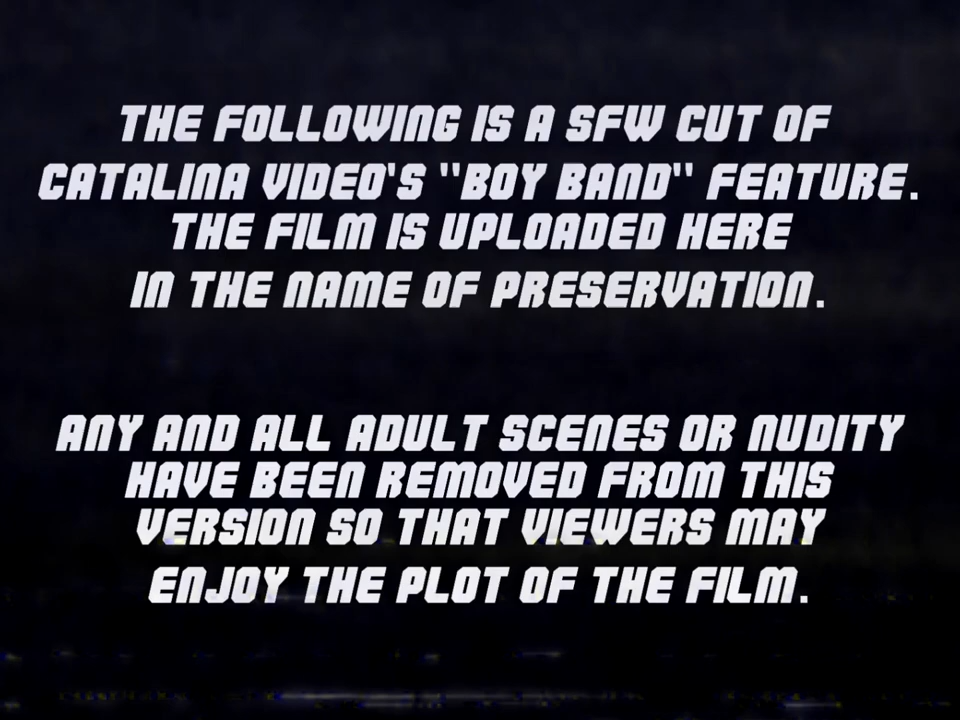 THE FOLLOWING IS A SFW CUT OF
CATALINA VIDEO'S "BOY BAND" FEATURE.
THE FILM IS UPLOADED HERE
IN THE NAME OF PRESERVATION.
ANY AND ALL ADULT SCENES OR NUDITY
HAVE BEEN REMOVED FROM THIS
VERSION SO THAT VIEWERS MAY
ENJOY THE PLOT OF THE FILM.